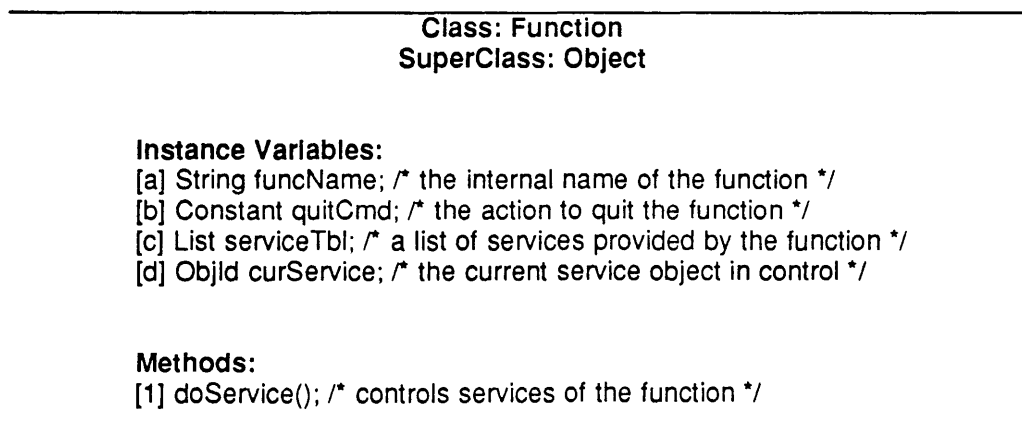 Class: Function
SuperClass: Object
Instance Variables:
[a] String funcName; /* the internal name of the function */
[b] Constant quitCmd; /* the action to quit the function */
[c] List serviceTbl; /* a list of services provided by the function */
[d] ObjId curService; /* the current service object in control */
Methods:
[1] doService(); /* controls services of the function */